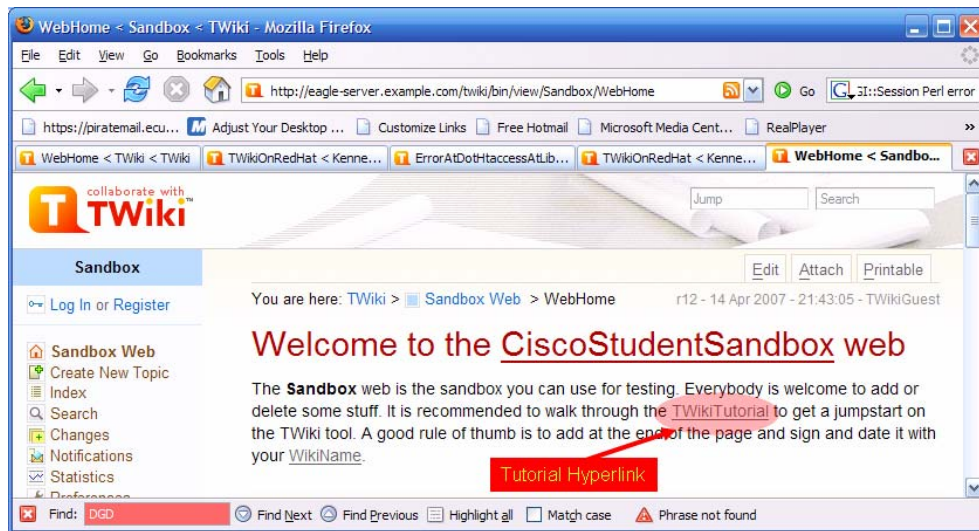 WebHome < Sandbox < TWiki - Mozilla Firefox
File Edit View Go Bookmarks Tools Help
http://eagle-server.example.com/twiki/bin/view/Sandbox/WebHome Go GI::Session Perl error
https://piratemail.ecu... Adjust Your Desktop ... Customize Links Free Hotmail Microsoft Media Cent... RealPlayer »
WebHome < TWiki < TWiki TWikiOnRedHat < Kenne... ErrorAtDotHtaccessAtLib... TWikiOnRedHat < Kenne... WebHome < Sandbo...
collaborate with
TWiki™
Jump Search
Sandbox
Edit Attach Printable
Log In or Register
You are here: TWiki > Sandbox Web > WebHome r12 - 14 Apr 2007 - 21:43:05 - TWikiGuest
Welcome to the CiscoStudentSandbox web
Sandbox Web
Create New Topic
Index
Search
Changes
Notifications
Statistics
Preferences
The Sandbox web is the sandbox you can use for testing. Everybody is welcome to add or
delete some stuff. It is recommended to walk through the TWikiTutorial to get a jumpstart on
the TWiki tool. A good rule of thumb is to add at the end of the page and sign and date it with
your WikiName.
Tutorial Hyperlink
Find: DGD Find Next Find Previous Highlight all Match case Phrase not found